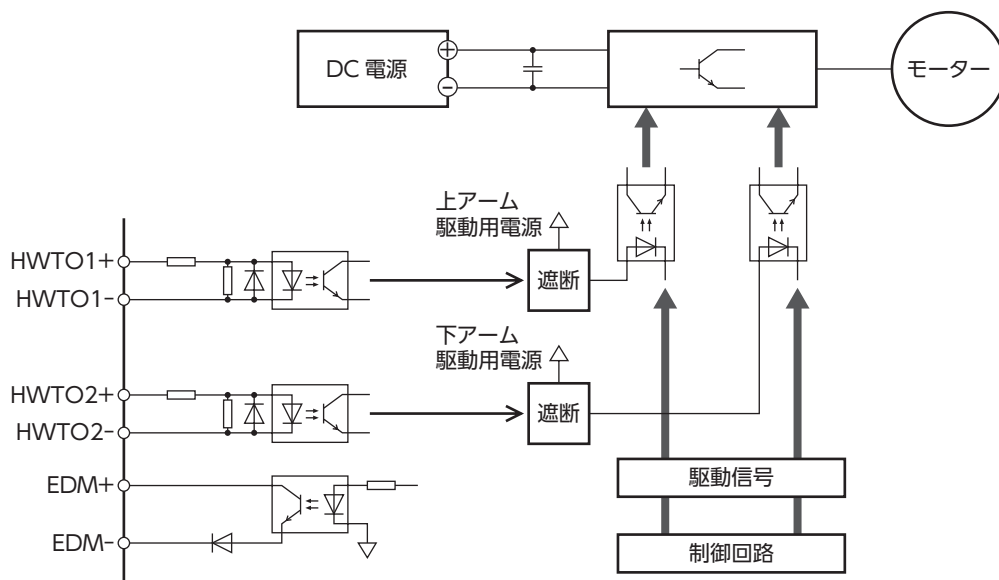 DC 電源
モーター
上アーム
駆動用電源
HWTO1+
HWTO1-
遮断
下アーム
駆動用電源
HWTO2+
HWTO2-
遮断
EDM+
EDM-
駆動信号
制御回路